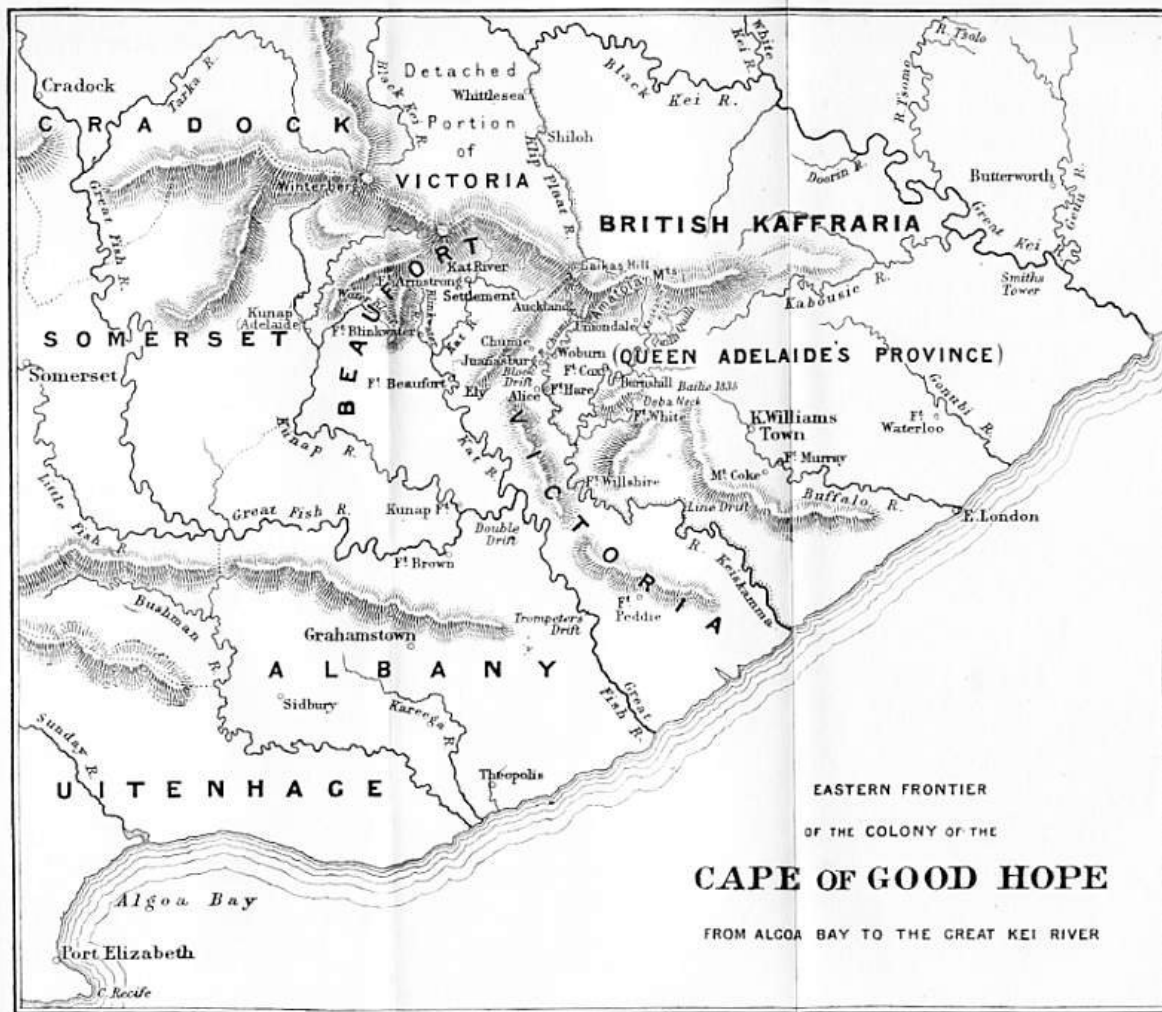 White Kei R.
R. Tsolo
Black Kei R.
Detached
Portion
of
VICTORIA
Whittlesea
Cradock
Tarka R.
Black Kei R.
R Tsomo
CRADOCK
Shiloh
Klip Plaat R.
Doorn R.
Butterworth
Great Kei
Winterberg
Great Fish R.
BRITISH KAFFRARIA
Gaikas Hill
Amatola Mts
Kabousie R.
Smiths
Tower
BEAUFORT
Kat River
Settlement
Ft Armstrong
Auckland
Kunap
(Adelaide)
Ft Blinkwater
Blinkwater
Uniondale
SOMERSET
Somerset
Chumie
Juanasburg
Block
Drift
Woburn
Ft Cox
(QUEEN ADELAIDE'S PROVINCE)
Kat R.
Ft Beaufort
Ely
Alice
Ft Hare
Burnshill
Bailie 1835
Deba Neck
Ft White
Gonubi R.
Ft
Waterloo
K. Williams
Town
Ft Murray
Mt Coke
Buffalo R.
E. London
Kunap R.
Kat R.
VICTORIA
Ft Willshire
Line Drift
R. Keiskamma
Little Fish R.
Great Fish R.
Kunap Ft
Double
Drift
Ft Brown
Ft
Peddie
Bushman R.
Trompeters
Drift
Grahamstown
ALBANY
Great Fish R.
Sidbury
Kareega R.
Sunday R.
UITENHAGE
Theopolis
Algoa Bay
Port Elizabeth
C. Recife
EASTERN FRONTIER
OF THE COLONY OF THE
CAPE OF GOOD HOPE
FROM ALGOA BAY TO THE GREAT KEI RIVER